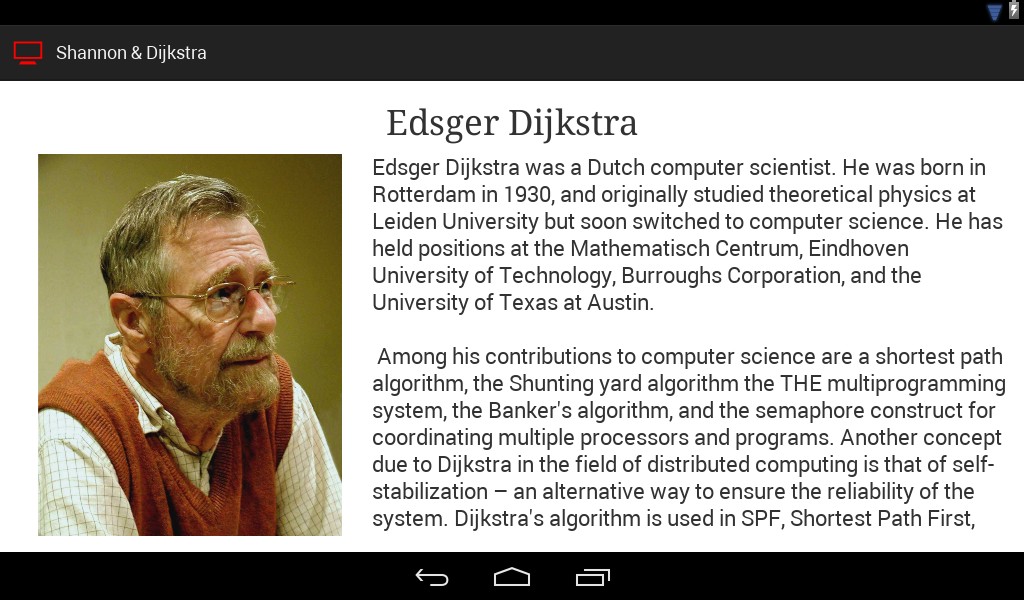 Shannon & Dijkstra
Edsger Dijkstra
Edsger Dijkstra was a Dutch computer scientist. He was born in
Rotterdam in 1930, and originally studied theoretical physics at
Leiden University but soon switched to computer science. He has
held positions at the Mathematisch Centrum, Eindhoven
University of Technology, Burroughs Corporation, and the
University of Texas at Austin.
Among his contributions to computer science are a shortest path
algorithm, the Shunting yard algorithm the THE multiprogramming
system, the Banker's algorithm, and the semaphore construct for
coordinating multiple processors and programs. Another concept
due to Dijkstra in the field of distributed computing is that of self-
stabilization – an alternative way to ensure the reliability of the
system. Dijkstra's algorithm is used in SPF, Shortest Path First,